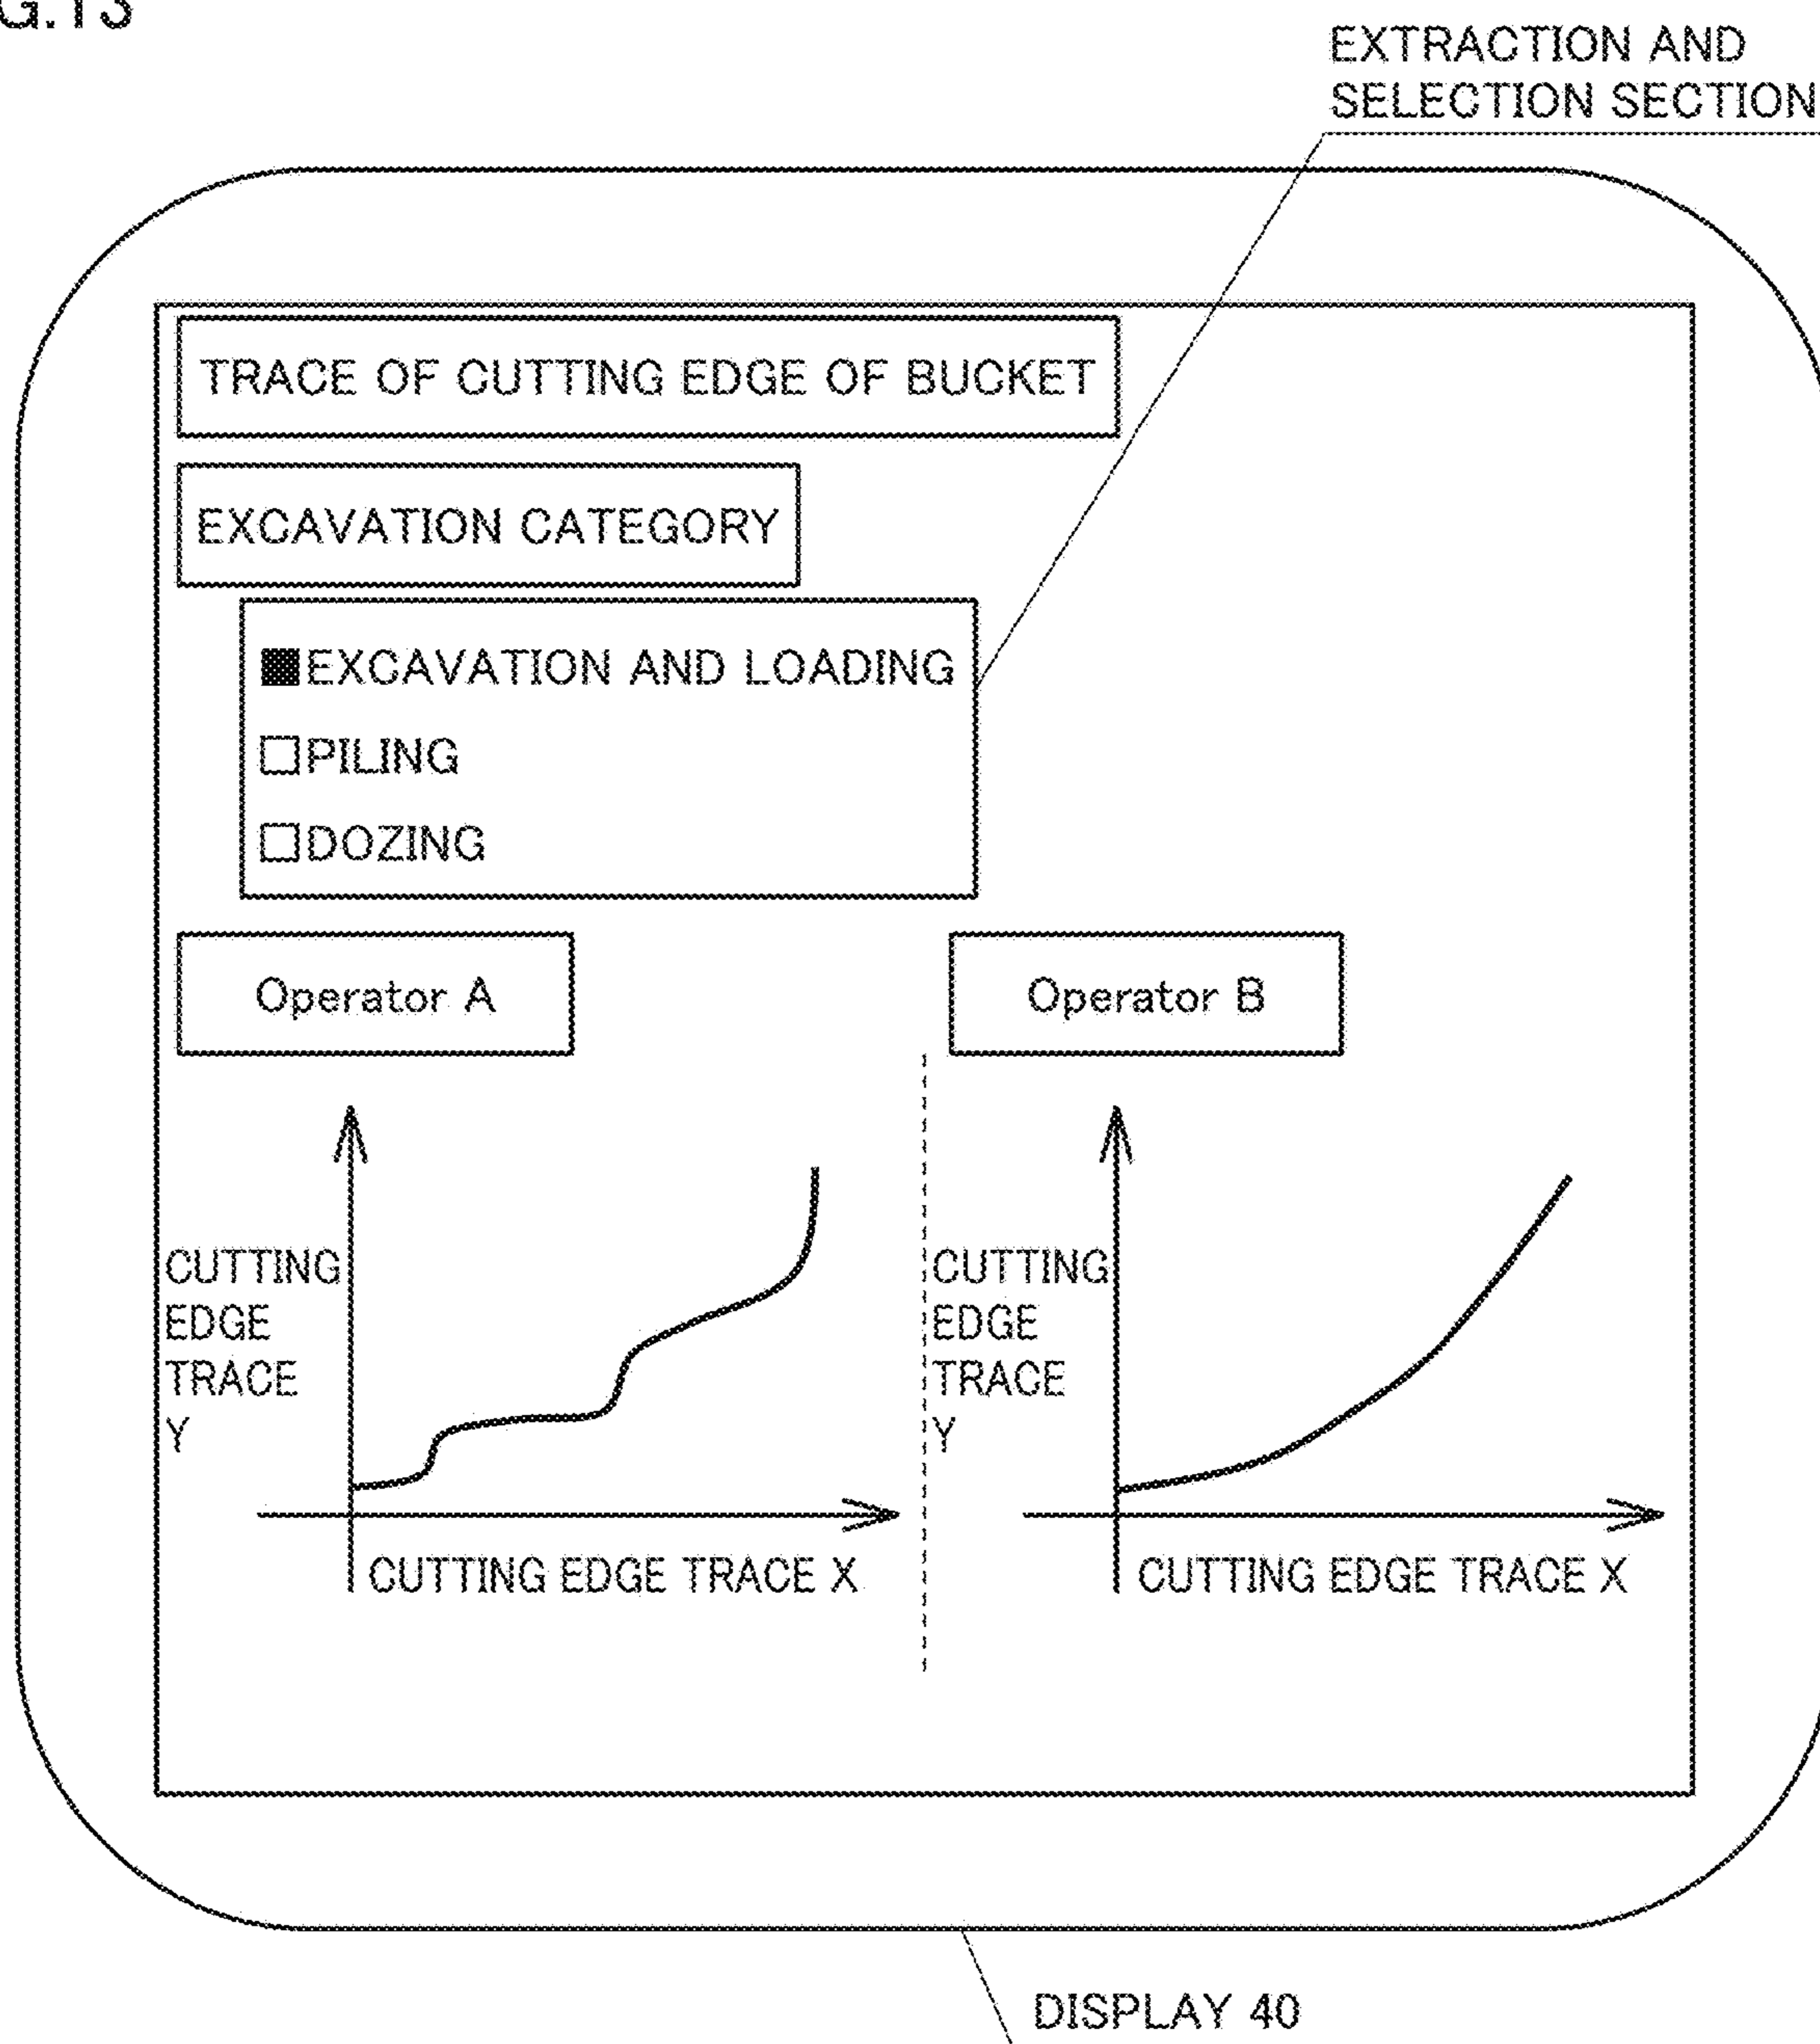 G.13
EXTRACTION AND
SELECTION SECTION
TRACE OF CUTTING EDGE OF BUCKET
EXCAVATION CATEGORY
EXCAVATION AND LOADING
PILING
DOZING
Operator A
Operator B
CUTTING
EDGE
TRACE
Y
CUTTING EDGE TRACE X
CUTTING
EDGE
TRACE
Y
CUTTING EDGE TRACE X
DISPLAY 40